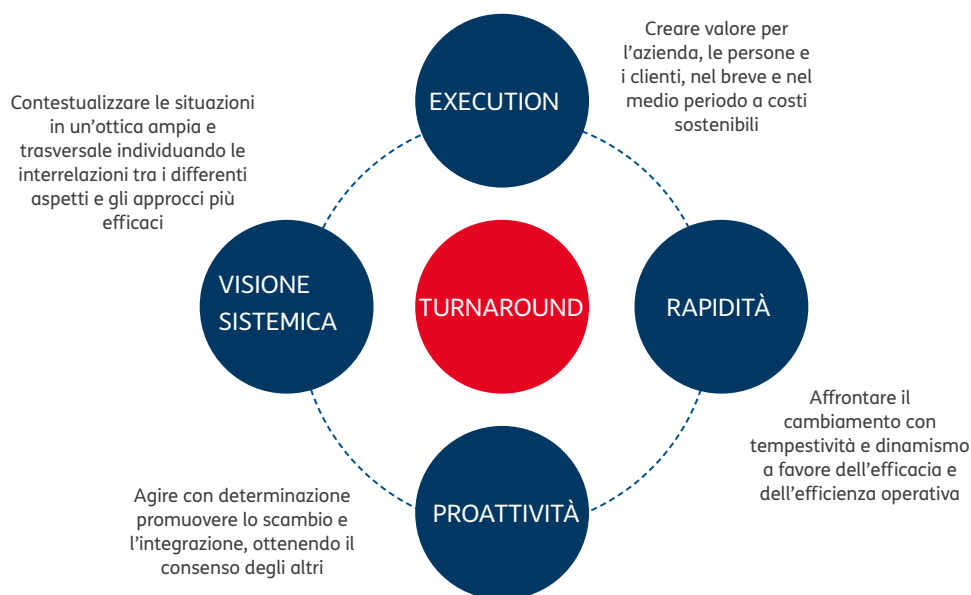 EXECUTION
Creare valore per
l'azienda, le persone e
i clienti, nel breve e nel
medio periodo a costi
sostenibili
Contestualizzare le situazioni
in un'ottica ampia e
trasversale individuando le
interrelazioni tra i differenti
aspetti e gli approcci più
efficaci
VISIONE
SISTEMICA
TURNAROUND
RAPIDITÀ
Affrontare il
cambiamento con
tempestività e dinamismo
a favore dell'efficacia e
dell'efficienza operativa
PROATTIVITÀ
Agire con determinazione
promuovere lo scambio e
l'integrazione, ottenendo il
consenso degli altri